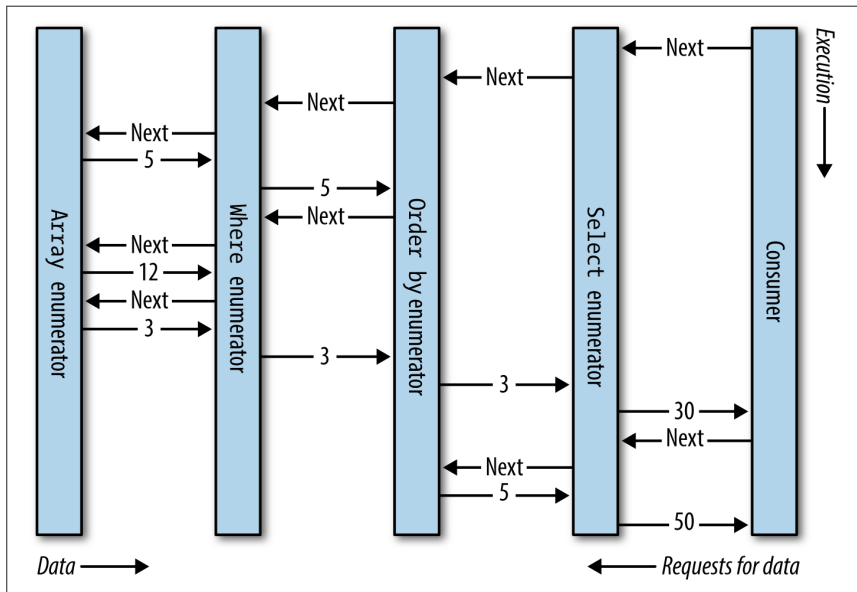 Execution
Next
Next
Next
Next
5
5
Next
Next
12
Next
3
3
3
30
Next
Next
5
50
Array enumerator
Where enumerator
Order by enumerator
Select enumerator
Consumer
Data
Requests for data